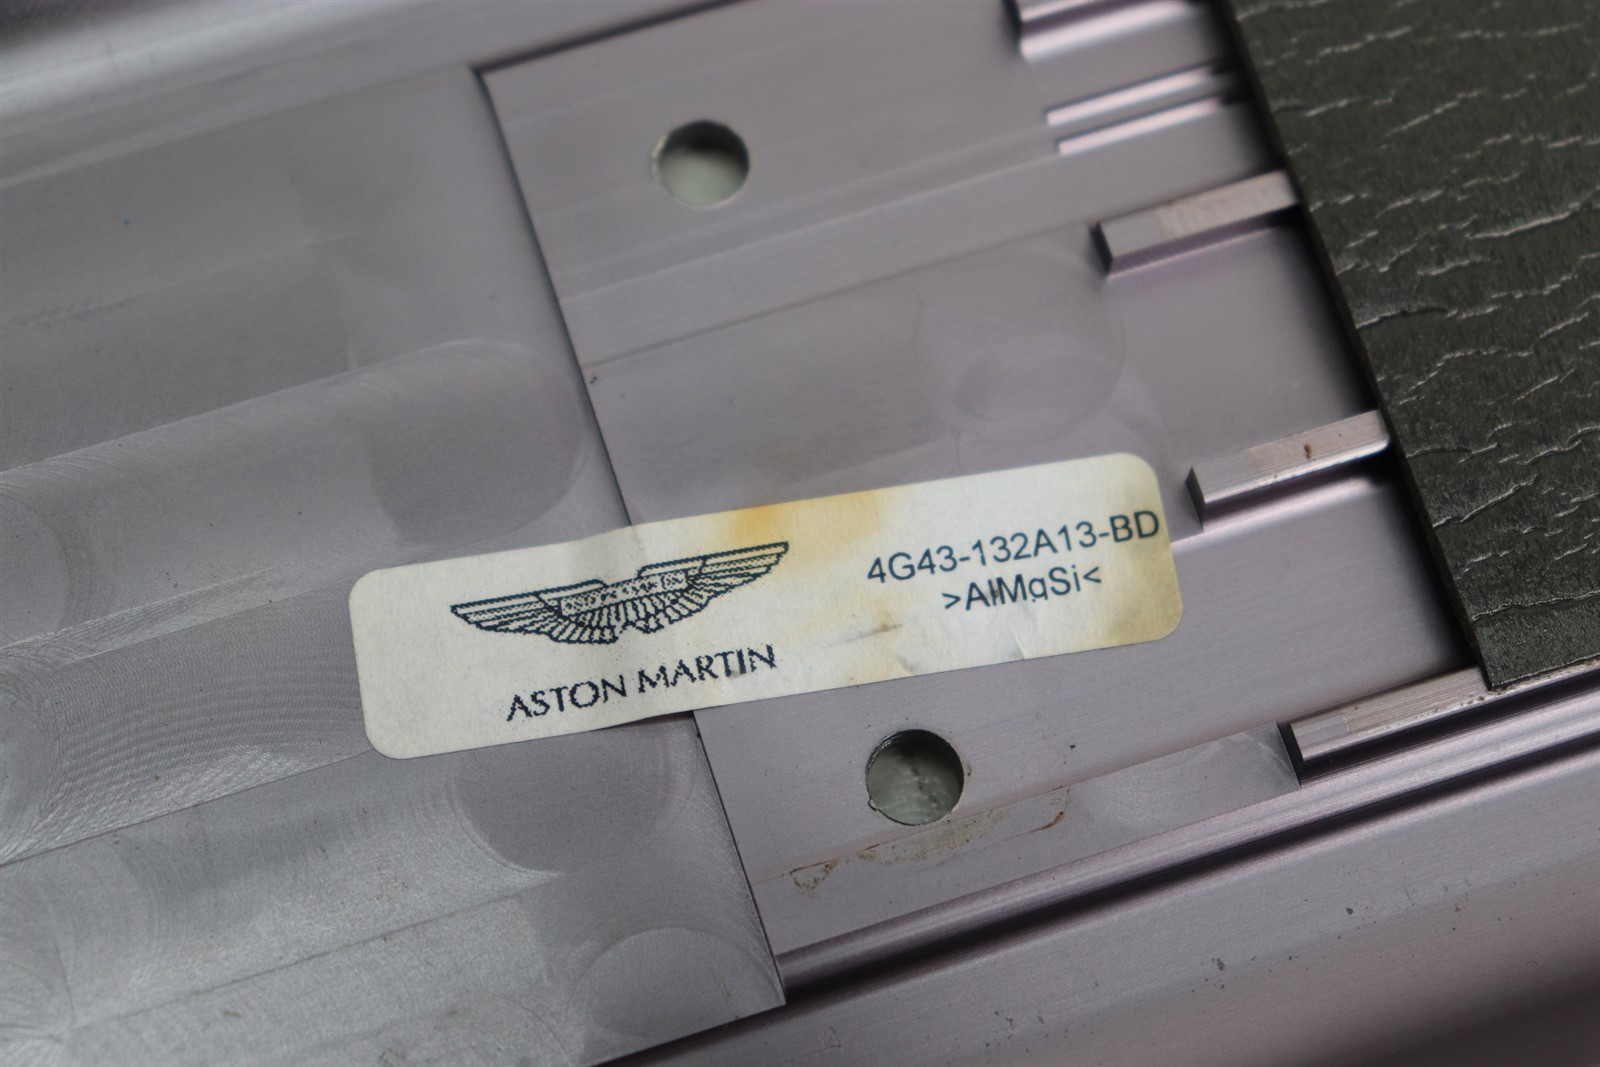 ASTON MARTIN
4G43-132A13-BD
>AlMgSi<